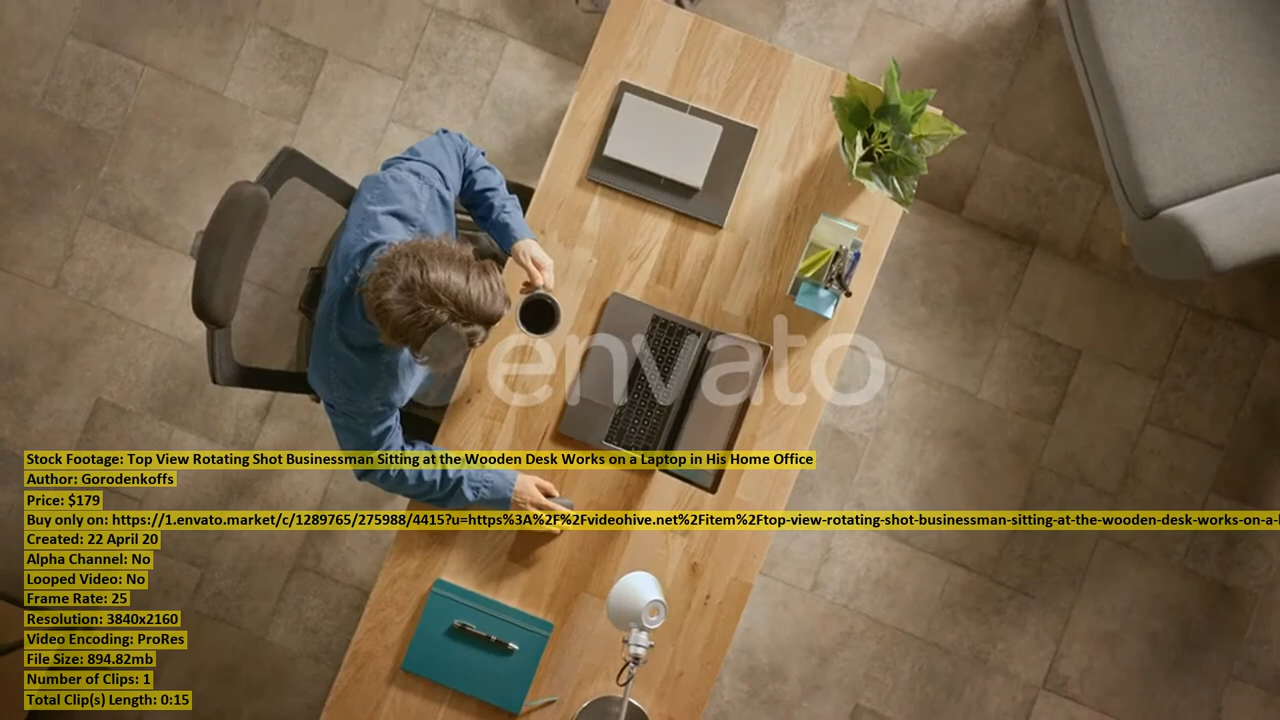 envato
Stock Footage: Top View Rotating Shot Businessman Sitting at the Wooden Desk Works on a Laptop in His Home Office
Author: Gorodenkoffs
Price: $179
Buy only on: https://1.envato.market/c/1289765/275988/4415?u=https%3A%2F%2Fvideohive.net%2Fitem%2Ftop-view-rotating-shot-businessman-sitting-at-the-wooden-desk-works-on-a-l
Created: 22 April 20
Alpha Channel: No
Looped Video: No
Frame Rate: 25
Resolution: 3840x2160
Video Encoding: ProRes
File Size: 894.82mb
Number of Clips: 1
Total Clip(s) Length: 0:15